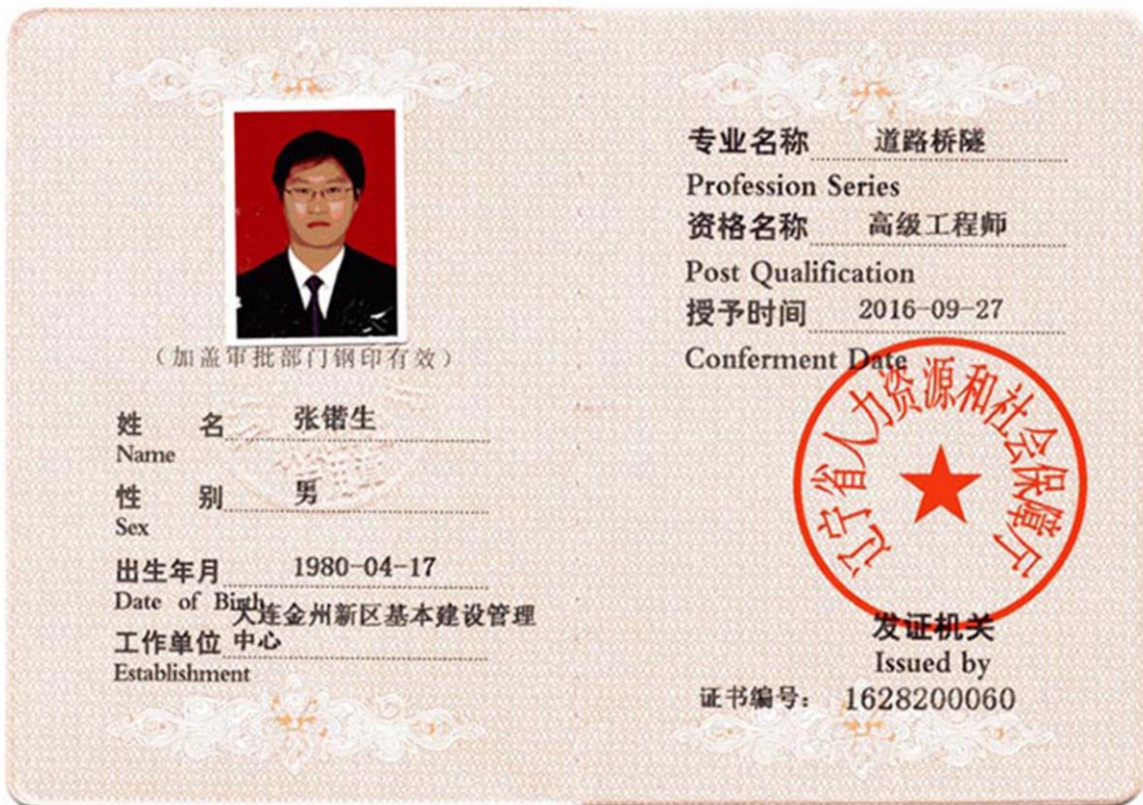 （加盖审批部门钢印有效）
姓 名 张锴生
Name
性 别 男
Sex
出生年月 1980-04-17
Date of Birth
大连金州新区基本建设管理
工作单位 中心
Establishment
专业名称 道路桥隧
Profession Series
资格名称 高级工程师
Post Qualification
授予时间 2016-09-27
Conferment Date
辽宁省人力资源和社会保障厅
发证机关
Issued by
证书编号： 1628200060